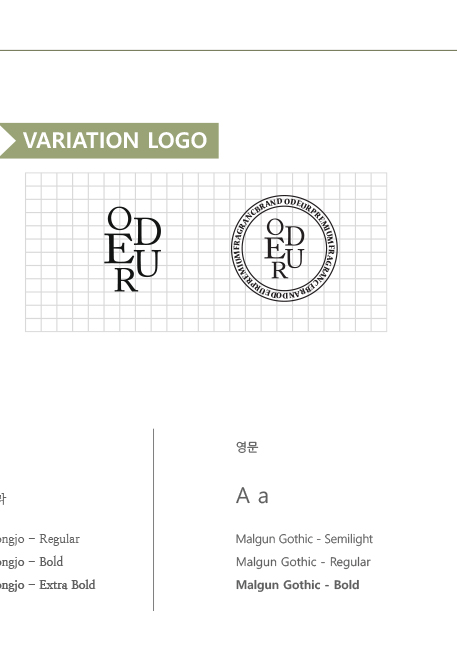 VARIATION LOGO
O
D
E
U
R
BRAND ODEUR PREMIUM FRAGRANCE BRAND ODEUR PREMIUM FRAGRANCE
O
D
E
U
R
영문
A a
ongjo - Regular
Malgun Gothic - Semilight
ongjo - Bold
Malgun Gothic - Regular
ongjo - Extra Bold
Malgun Gothic - Bold